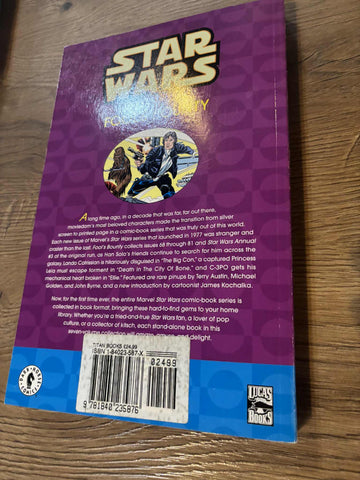 STAR
WARS
A long time ago, in a decade that was far, far out there,
moviedom's most beloved characters made the transition from silver
screen to printed page in a comic-book series that was truly out of this world.
Each new issue of Marvel's Star Wars series that launched in 1977 was stranger and
crazier than the last. Fool's Bounty collects issues 68 through 81 and Star Wars Annual
#3 of the original run, as Han Solo's friends continue to search for him across the
galaxy. Lando Calrissian is hilariously disguised in "The Big Con," a captured Princess
Leia must escape torment in "Death in the City Of Bone," and C-3PO gets his
mechanical heart broken in "Ellie." Featured are rare pinups by Terry Austin, Michael
Golden, and John Byrne, and a new introduction by cartoonist James Kochalka.
Now, for the first time ever, the entire Marvel Star Wars comic-book series is
collected in book format, bringing these hard-to-find gems to your home
library. Whether you're a tried-and-true Star Wars fan, a lover of pop
culture, or a collector of kitsch, each stand-alone book in this
delight.
TITAN BOOKS £24.99
ISBN 1-84023-587-X
02499
9 781840 235876
DARK HORSE
COMICS
LUCAS
BOOKS